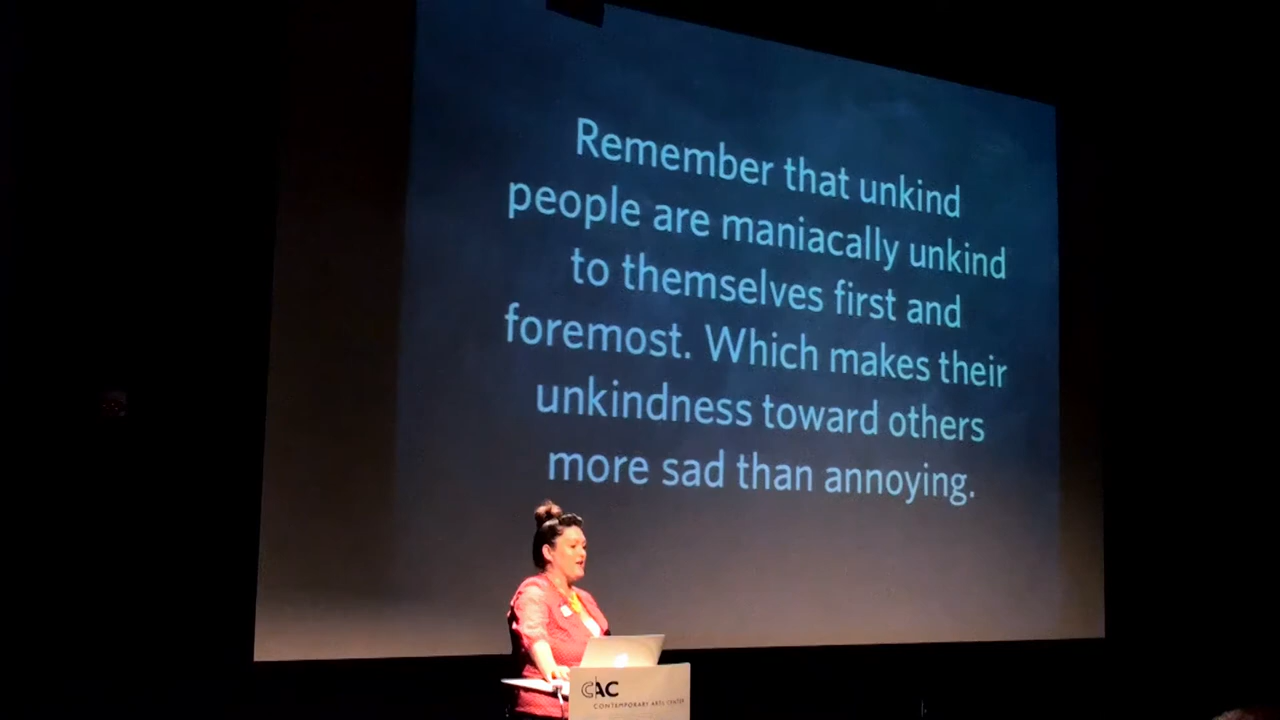 Remember that unkind
people are maniacally unkind
to themselves first and
foremost. Which makes their
unkindness toward others
more sad than annoying.
CAC
CONTEMPORARY ARTS CENTER